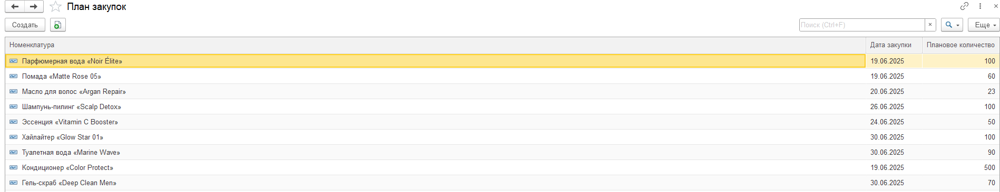 План закупок
Создать
Поиск (Ctrl+F)
×
Еще
Номенклатура Дата закупки Плановое количество
Парфюмерная вода «Noir Élite» 19.06.2025 100
Помада «Matte Rose 05» 19.06.2025 60
Масло для волос «Argan Repair» 20.06.2025 23
Шампунь-пилинг «Scalp Detox» 26.06.2025 100
Эссенция «Vitamin C Booster» 24.06.2025 50
Хайлайтер «Glow Star 01» 30.06.2025 100
Туалетная вода «Marine Wave» 30.06.2025 90
Кондиционер «Color Protect» 19.06.2025 500
Гель-скраб «Deep Clean Men» 30.06.2025 70